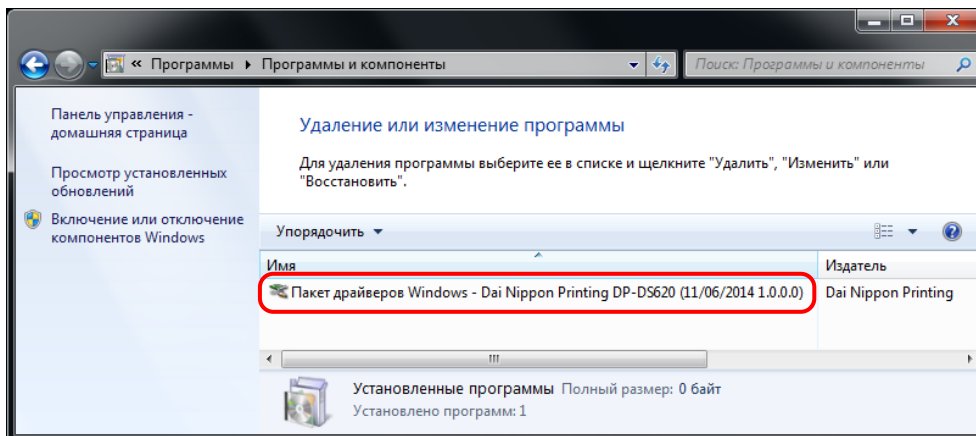 « Программы ▸ Программы и компоненты
Поиск: Программы и компоненты
Панель управления -
домашняя страница
Просмотр установленных
обновлений
Включение или отключение
компонентов Windows
Удаление или изменение программы
Для удаления программы выберите ее в списке и щелкните "Удалить", "Изменить" или
"Восстановить".
Упорядочить
Имя
Издатель
Пакет драйверов Windows - Dai Nippon Printing DP-DS620 (11/06/2014 1.0.0.0)
Dai Nippon Printing
Установленные программы Полный размер: 0 байт
Установлено программ: 1